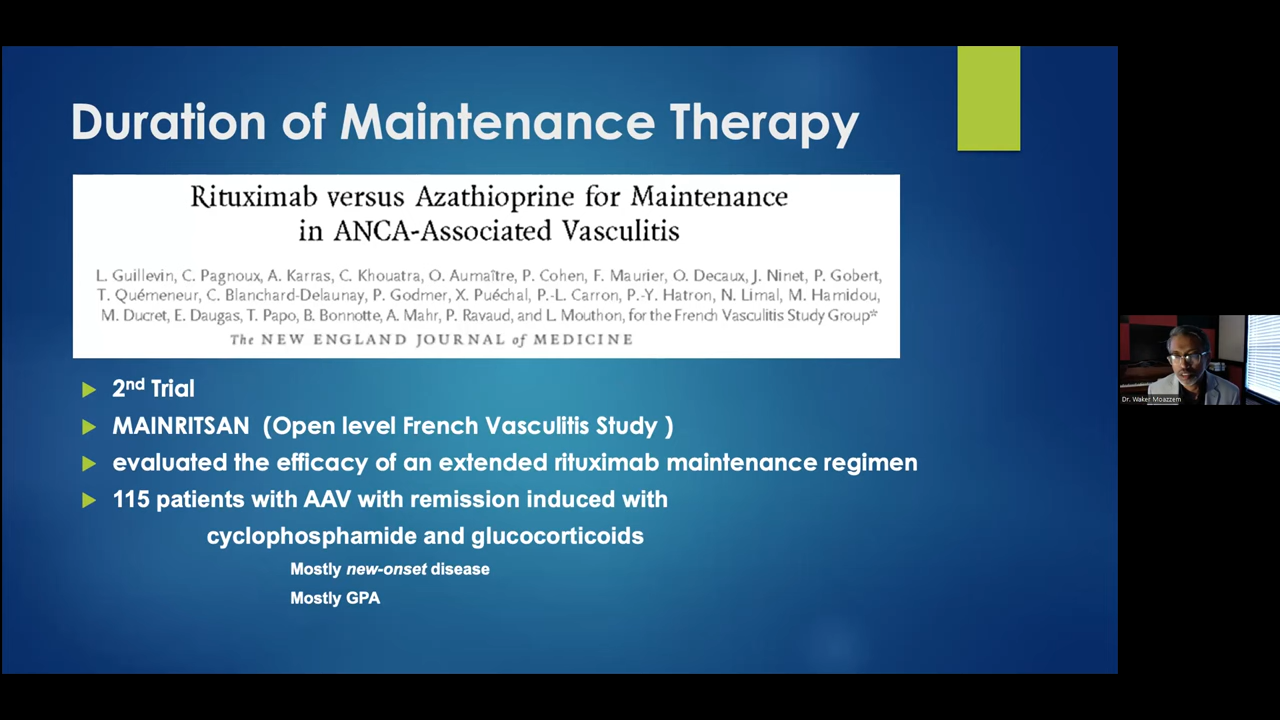 Duration of Maintenance Therapy
Rituximab versus Azathioprine for Maintenance
in ANCA-Associated Vasculitis
L. Guillevin, C. Pagnoux, A. Karras, C. Khouatra, O. Aumaître, P. Cohen, F. Maurier, O. Decaux, J. Ninet, P. Gobert,
T. Quémeneur, C. Blanchard-Delaunay, P. Godmer, X. Puéchal, P.-L. Carron, P.-Y. Hatron, N. Limal, M. Hamidou,
M. Ducret, E. Daugas, T. Papo, B. Bonnotte, A. Mahr, P. Ravaud, and L. Mouthon, for the French Vasculitis Study Group*
The NEW ENGLAND JOURNAL of MEDICINE
2nd Trial
MAINRITSAN (Open level French Vasculitis Study )
evaluated the efficacy of an extended rituximab maintenance regimen
115 patients with AAV with remission induced with
cyclophosphamide and glucocorticoids
Mostly new-onset disease
Mostly GPA
Dr. Waker Moazzem